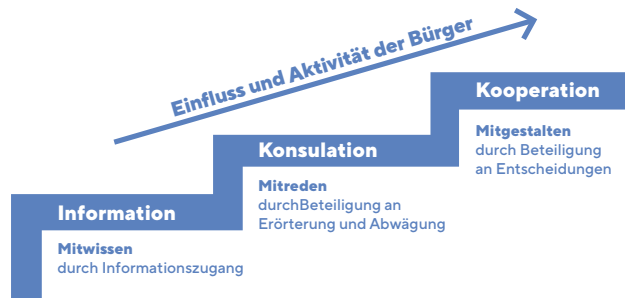 Einfluss und Aktivität der Bürger
Kooperation
Mitgestalten
durch Beteiligung
an Entscheidungen
Konsulation
Mitreden
durchBeteiligung an
Erörterung und Abwägung
Information
Mitwissen
durch Informationszugang